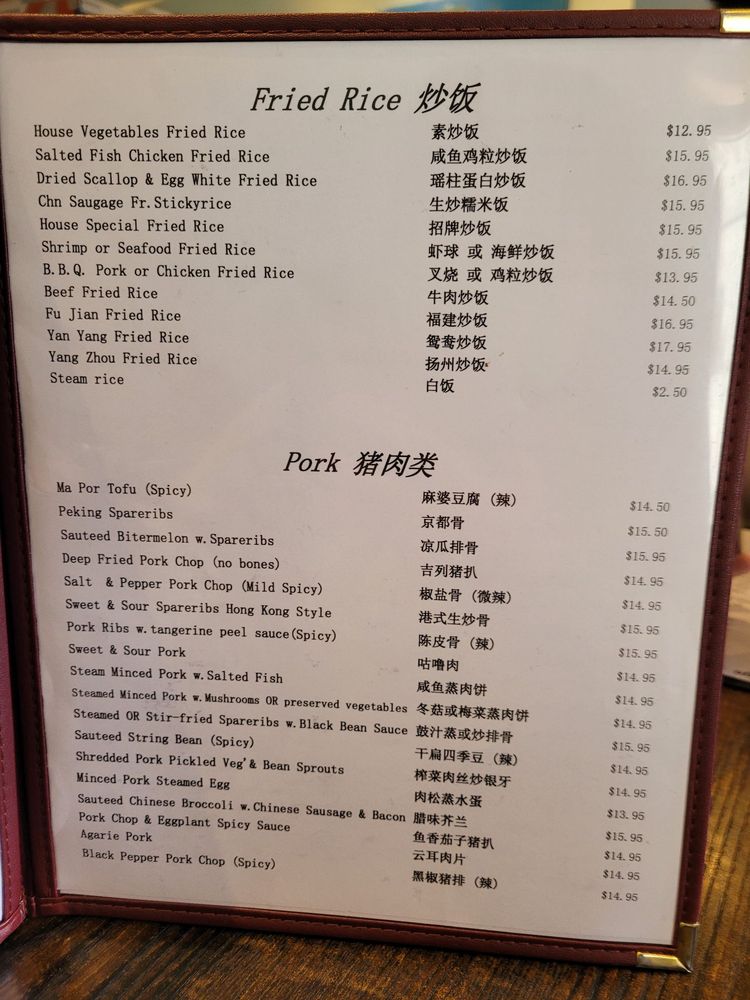 Fried Rice 炒饭
House Vegetables Fried Rice 素炒饭 $12.95
Salted Fish Chicken Fried Rice 咸鱼鸡粒炒饭 $15.95
Dried Scallop & Egg White Fried Rice 瑶柱蛋白炒饭 $16.95
Chn Saugage Fr.Stickyrice 生炒糯米饭 $15.95
House Special Fried Rice 招牌炒饭 $15.95
Shrimp or Seafood Fried Rice 虾球 或 海鲜炒饭 $15.95
B.B.Q. Pork or Chicken Fried Rice 叉烧 或 鸡粒炒饭 $13.95
Beef Fried Rice 牛肉炒饭 $14.50
Fu Jian Fried Rice 福建炒饭 $16.95
Yan Yang Fried Rice 鸳鸯炒饭 $17.95
Yang Zhou Fried Rice 扬州炒饭 $14.95
Steam rice 白饭 $2.50
Pork 猪肉类
Ma Por Tofu (Spicy) 麻婆豆腐 (辣) $14.50
Peking Spareribs 京都骨 $15.50
Sauteed Bitermelon w.Spareribs 凉瓜排骨 $15.95
Deep Fried Pork Chop (no bones) 吉列猪扒 $14.95
Salt & Pepper Pork Chop (Mild Spicy) 椒盐骨 (微辣) $14.95
Sweet & Sour Spareribs Hong Kong Style 港式生炒骨 $15.95
Pork Ribs w.tangerine peel sauce(Spicy) 陈皮骨 (辣) $15.95
Sweet & Sour Pork 咕噜肉 $14.95
Steam Minced Pork w.Salted Fish 咸鱼蒸肉饼 $14.95
Steamed Minced Pork w.Mushrooms OR preserved vegetables 冬菇或梅菜蒸肉饼 $14.95
Steamed OR Stir-fried Spareribs w.Black Bean Sauce 鼓汁蒸或炒排骨 $15.95
Sauteed String Bean (Spicy) 干扁四季豆 (辣) $14.95
Shredded Pork Pickled Veg'& Bean Sprouts 榨菜肉丝炒银牙 $14.95
Minced Pork Steamed Egg 肉松蒸水蛋 $13.95
Sauteed Chinese Broccoli w.Chinese Sausage & Bacon 腊味芥兰 $15.95
Pork Chop & Eggplant Spicy Sauce 鱼香茄子猪扒 $14.95
Agarie Pork 云耳肉片 $14.95
Black Pepper Pork Chop (Spicy) 黑椒猪排 (辣) $14.95